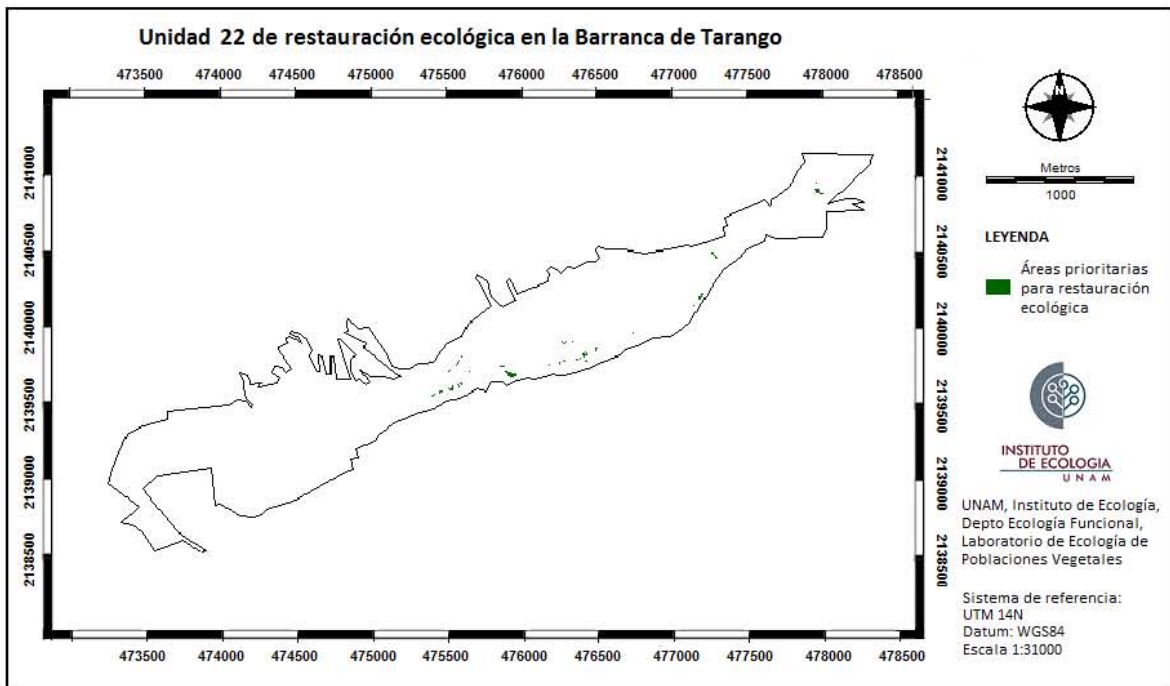 Unidad 22 de restauración ecológica en la Barranca de Tarango
473500 474000 474500 475000 475500 476000 476500 477000 477500 478000 478500
2141000
2140500
2140000
2139500
2139000
2138500
2141000
2140500
2140000
2139500
2139000
2138500
473500 474000 474500 475000 475500 476000 476500 477000 477500 478000 478500
Metros
1000
LEYENDA
Áreas prioritarias
para restauración
ecológica
INSTITUTO
DE ECOLOGIA
UNAM
UNAM, Instituto de Ecología,
Depto Ecología Funcional,
Laboratorio de Ecología de
Poblaciones Vegetales
Sistema de referencia:
UTM 14N
Datum: WGS84
Escala 1:31000